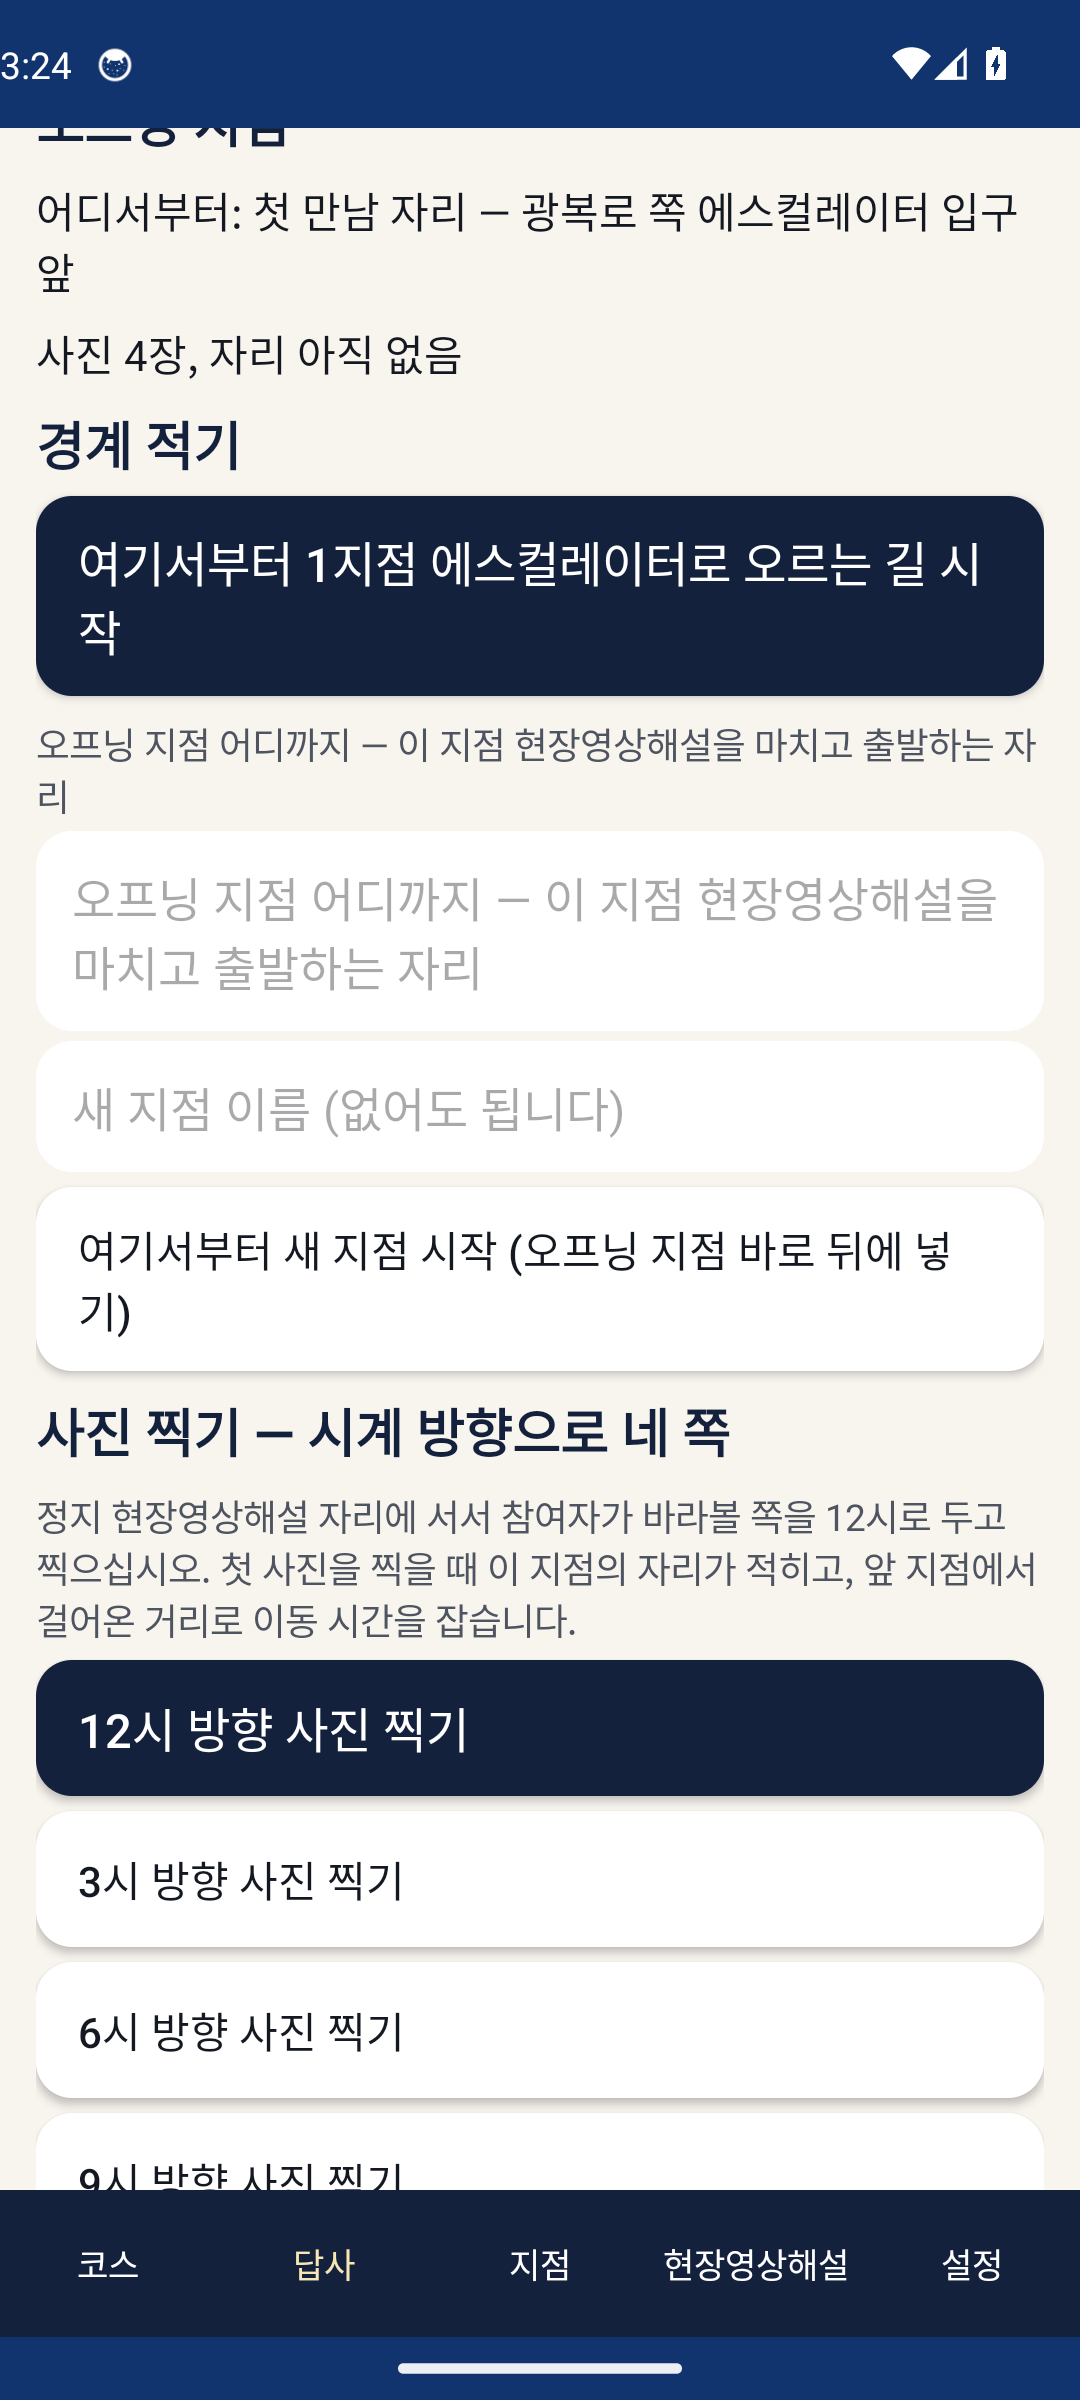 3:24
오프닝 지점
어디서부터: 첫 만남 자리 – 광복로 쪽 에스컬레이터 입구
앞
사진 4장, 자리 아직 없음
경계 적기
여기서부터 1지점 에스컬레이터로 오르는 길 시
작
오프닝 지점 어디까지 – 이 지점 현장영상해설을 마치고 출발하는 자
리
오프닝 지점 어디까지 – 이 지점 현장영상해설을
마치고 출발하는 자리
새 지점 이름 (없어도 됩니다)
여기서부터 새 지점 시작 (오프닝 지점 바로 뒤에 넣
기)
사진 찍기 – 시계 방향으로 네 쪽
정지 현장영상해설 자리에 서서 참여자가 바라볼 쪽을 12시로 두고
찍으십시오. 첫 사진을 찍을 때 이 지점의 자리가 적히고, 앞 지점에서
걸어온 거리로 이동 시간을 잡습니다.
12시 방향 사진 찍기
3시 방향 사진 찍기
6시 방향 사진 찍기
9시 방향 사진 찍기
코스 답사 지점 현장영상해설 설정